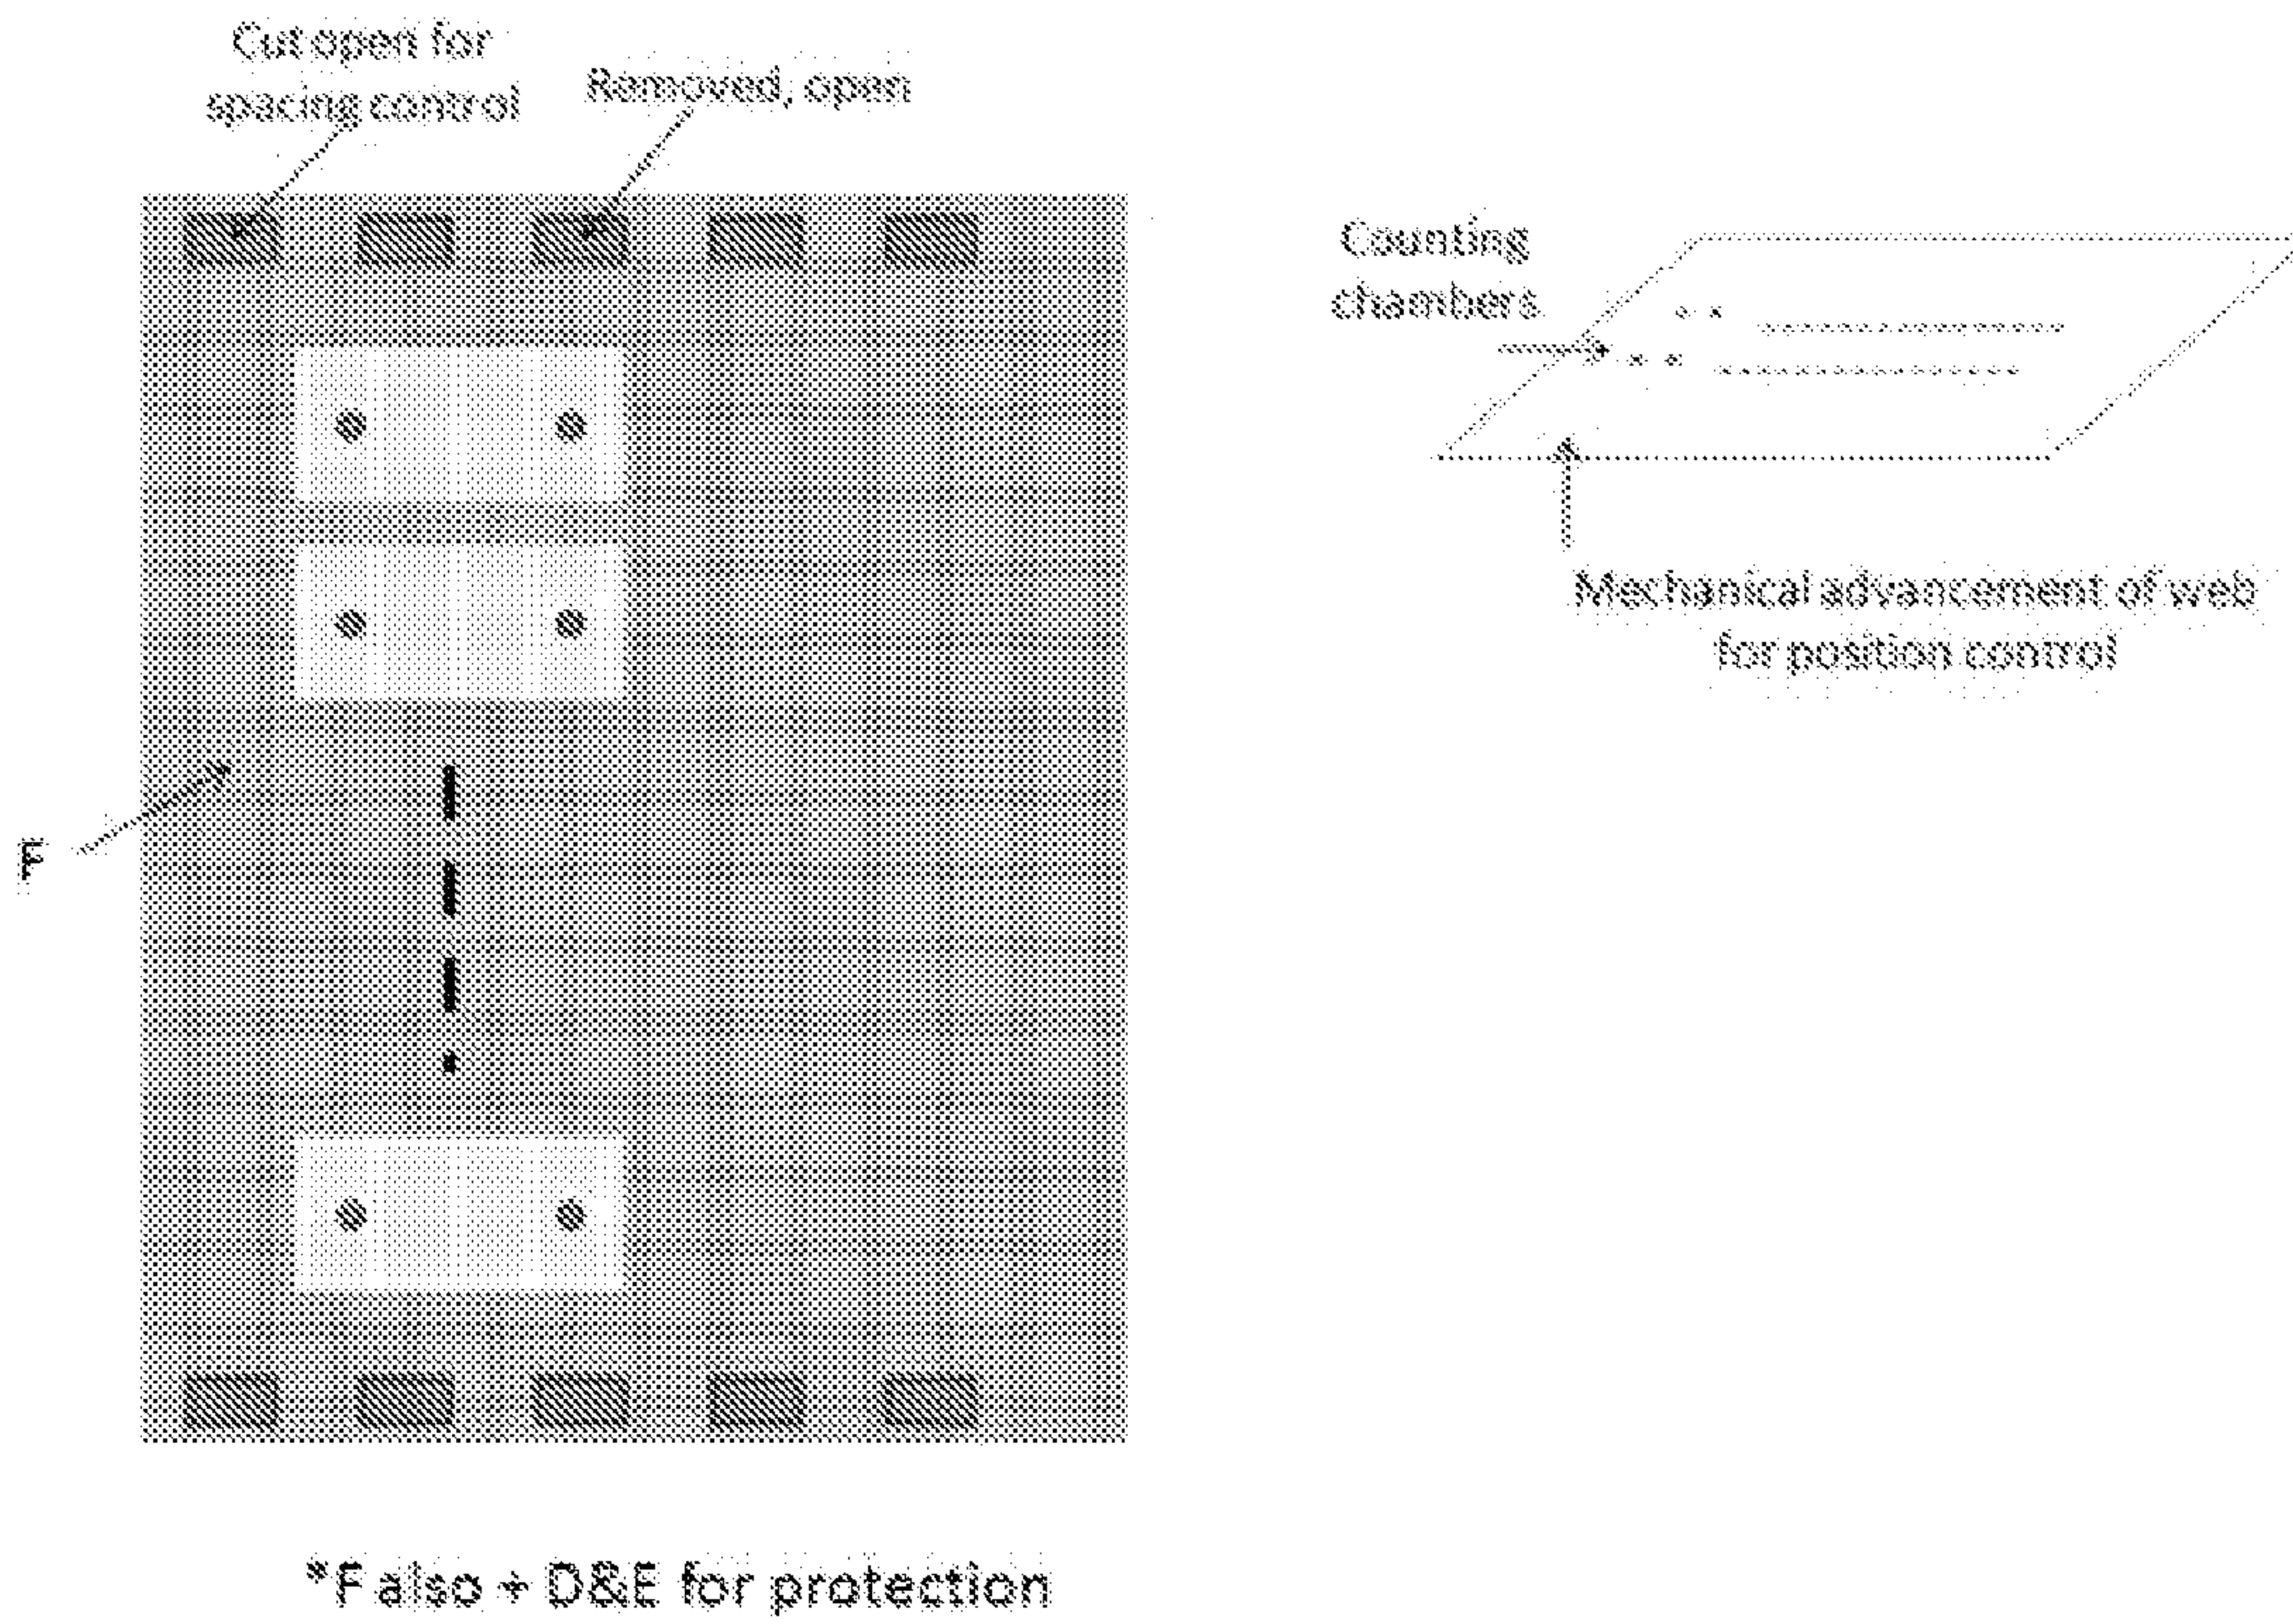 Cut open for
spacing control
Removed, open
Counting
chambers
Mechanical advancement of web
for position control
F
*F also + D&E for protection